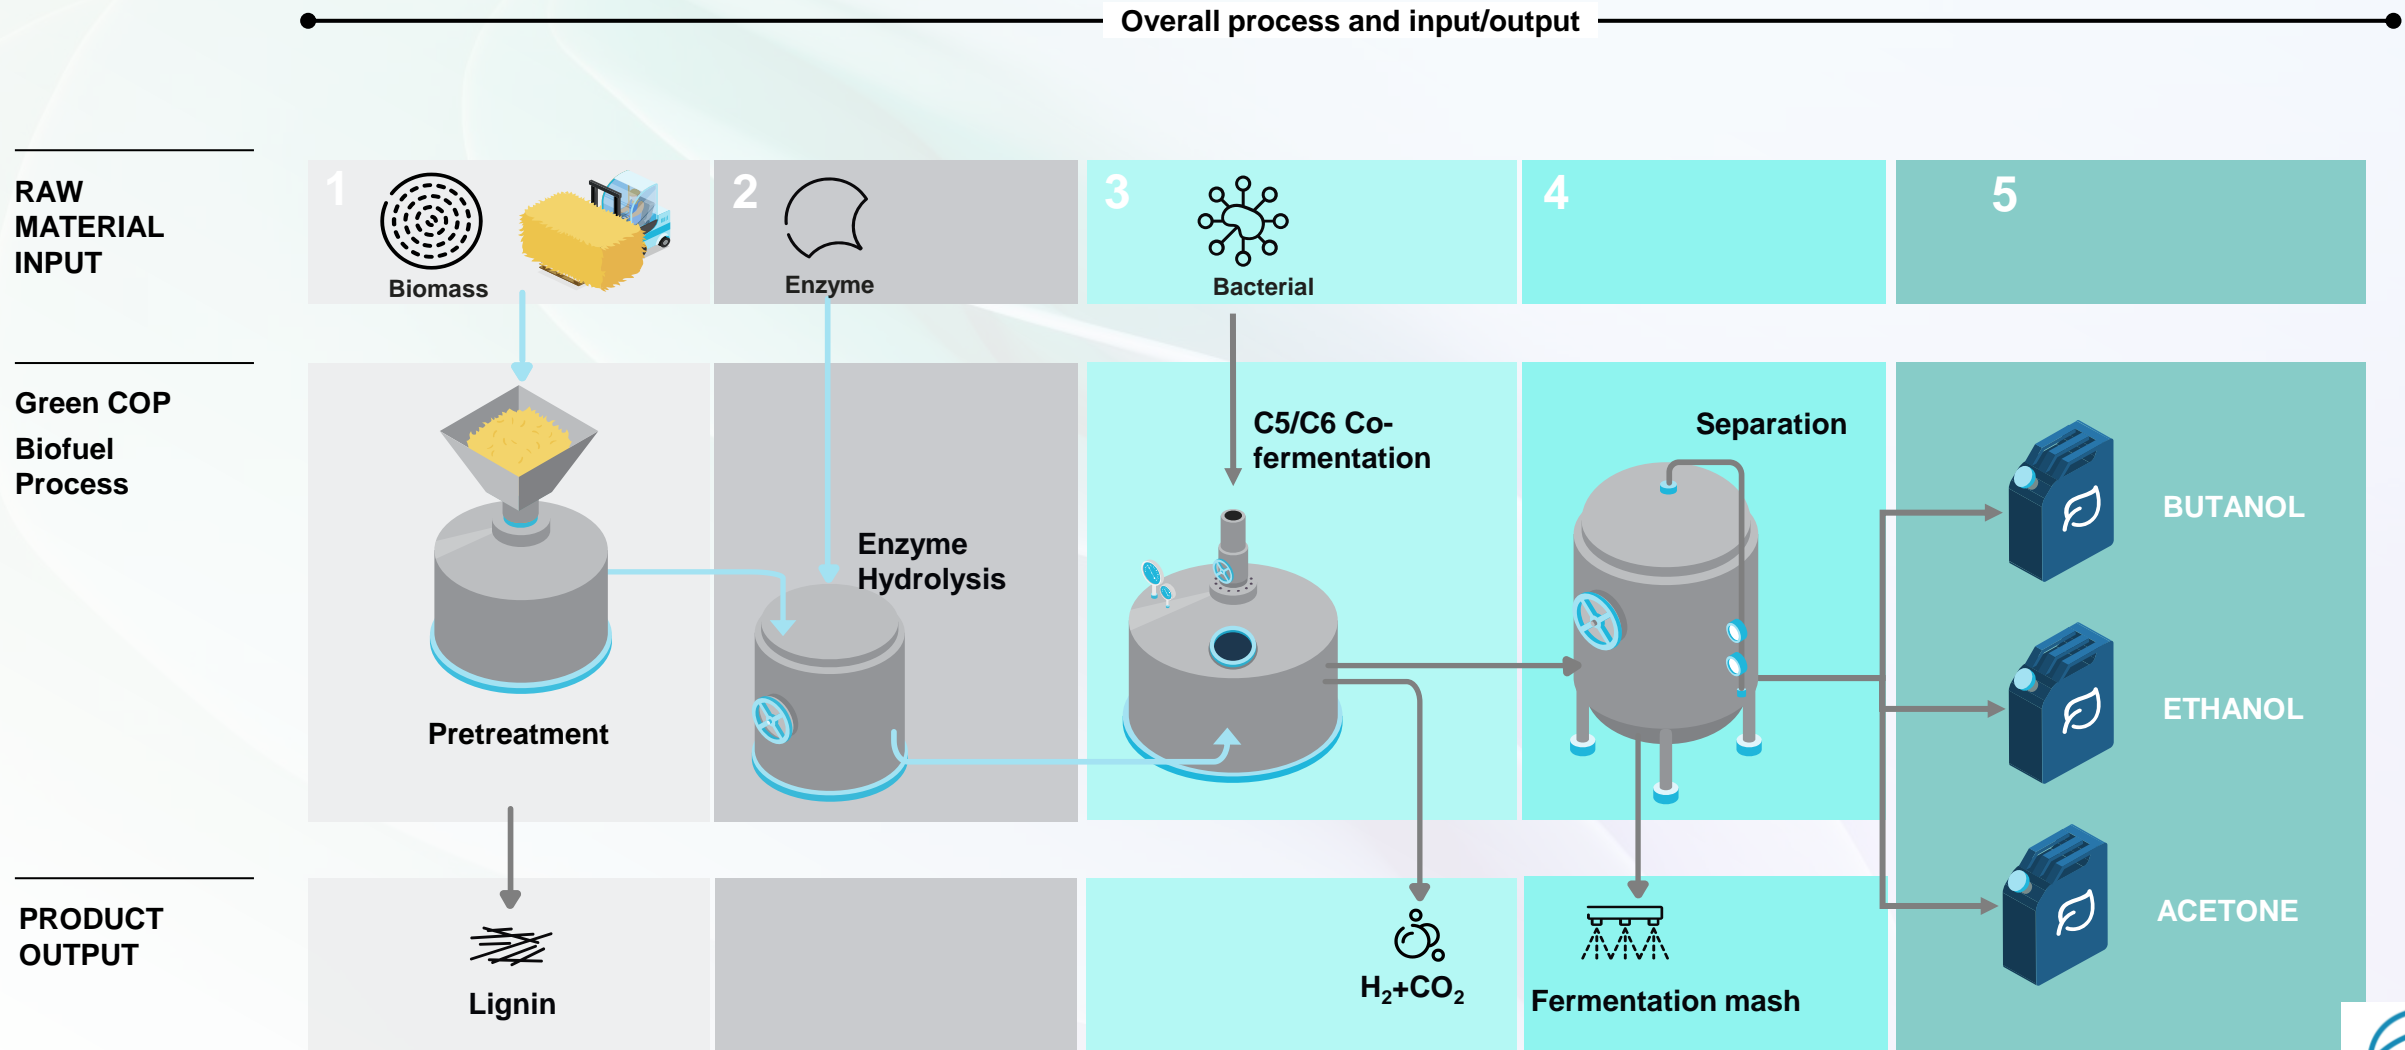 Overall process and input/output
RAW
MATERIAL
INPUT
1
Biomass
2
Enzyme
3
Bacterial
4
5
Green COP
Biofuel
Process
Pretreatment
Enzyme
Hydrolysis
C5/C6 Co-
fermentation
Separation
BUTANOL
ETHANOL
ACETONE
PRODUCT
OUTPUT
Lignin
H₂+CO₂
Fermentation mash